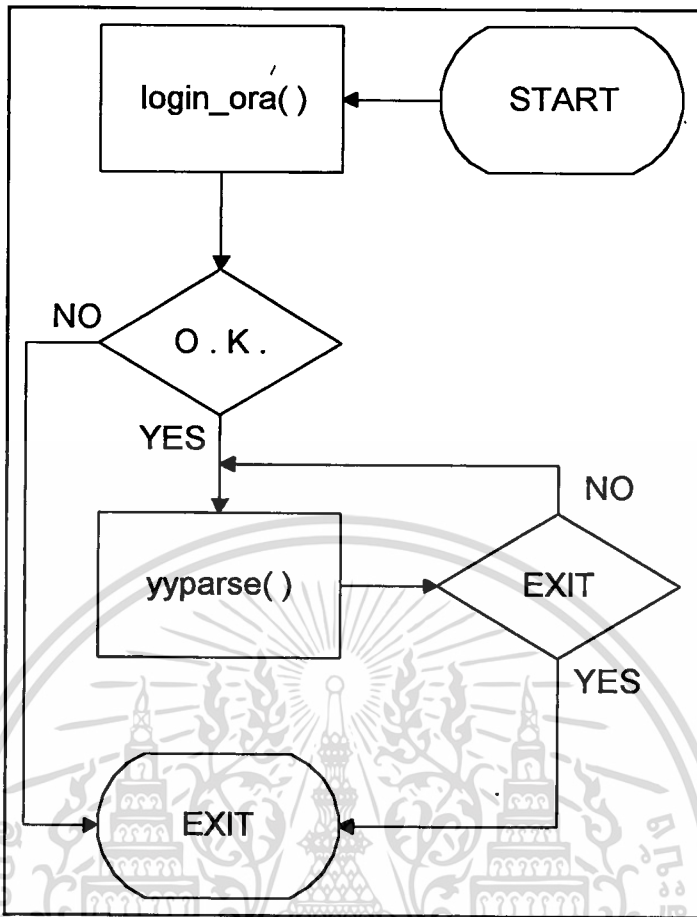 login_ora()
START
NO
O . K .
YES
NO
yyparse()
EXIT
YES
EXIT